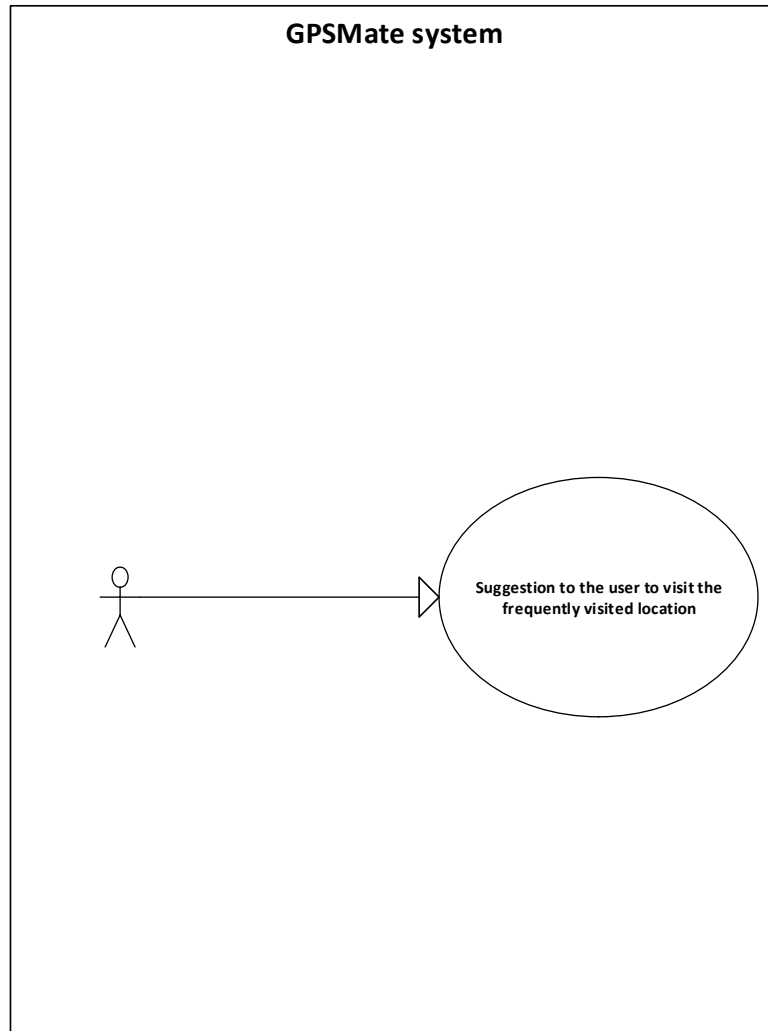 GPSMate system
Suggestion to the user to visit the
frequently visited location